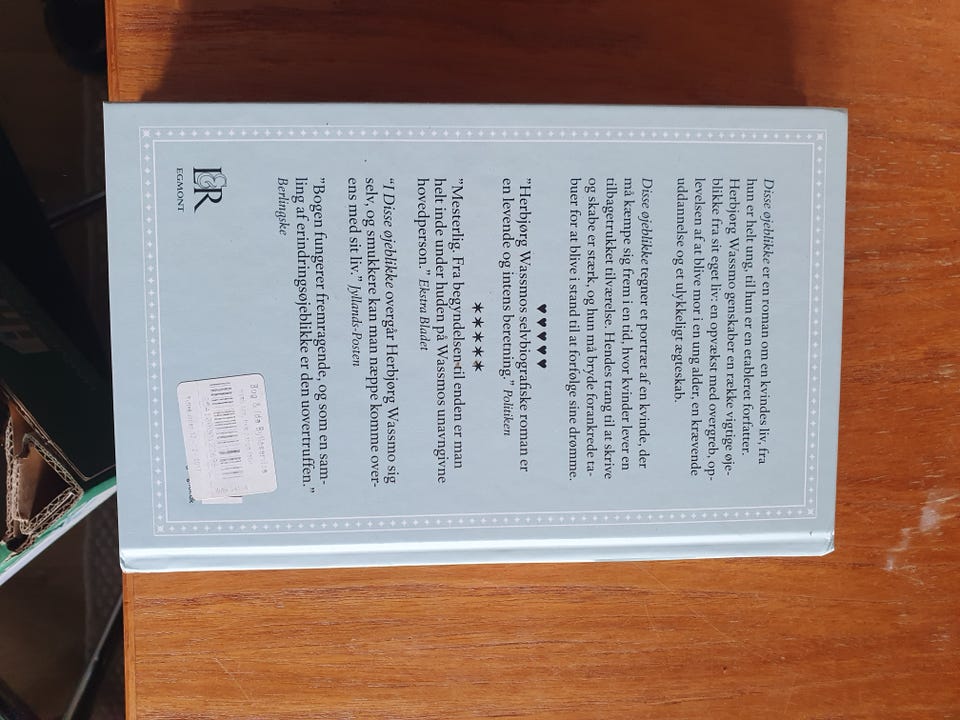 Disse øjeblikke er en roman om en kvindes liv, fra
hun er helt ung, til hun er en etableret forfatter.
Herbjørg Wassmo genskaber en række vigtige øje-
blikke fra sit eget liv: en opvækst med overgreb, op-
levelsen af at blive mor i en ung alder, en krævende
uddannelse og et ulykkeligt ægteskab.
Disse øjeblikke tegner et portræt af en kvinde, der
må kæmpe sig frem i en tid, hvor kvinder lever en
tilbagetrukket tilværelse. Hendes trang til at skrive
og skabe er stærk, og hun må bryde forankrede ta-
buer for at blive i stand til at forfølge sine drømme.
♥♥♥♥♥
”Herbjørg Wassmos selvbiografiske roman er
en levende og intens beretning.” Politiken
✶✶✶✶✶
”Mesterlig. Fra begyndelsen til enden er man
helt inde under huden på Wassmos unavngivne
hovedperson.” Ekstra Bladet
“I Disse øjeblikke overgår Herbjørg Wassmo sig
selv, og smukkere kan man næppe komme over-
ens med sit liv.” Jyllands-Posten
”Bogen fungerer fremragende, og som en sam-
ling af erindringsøjeblikke er den uovertruffen.”
Berlingske
L&R
EGMONT
Bog & Ide